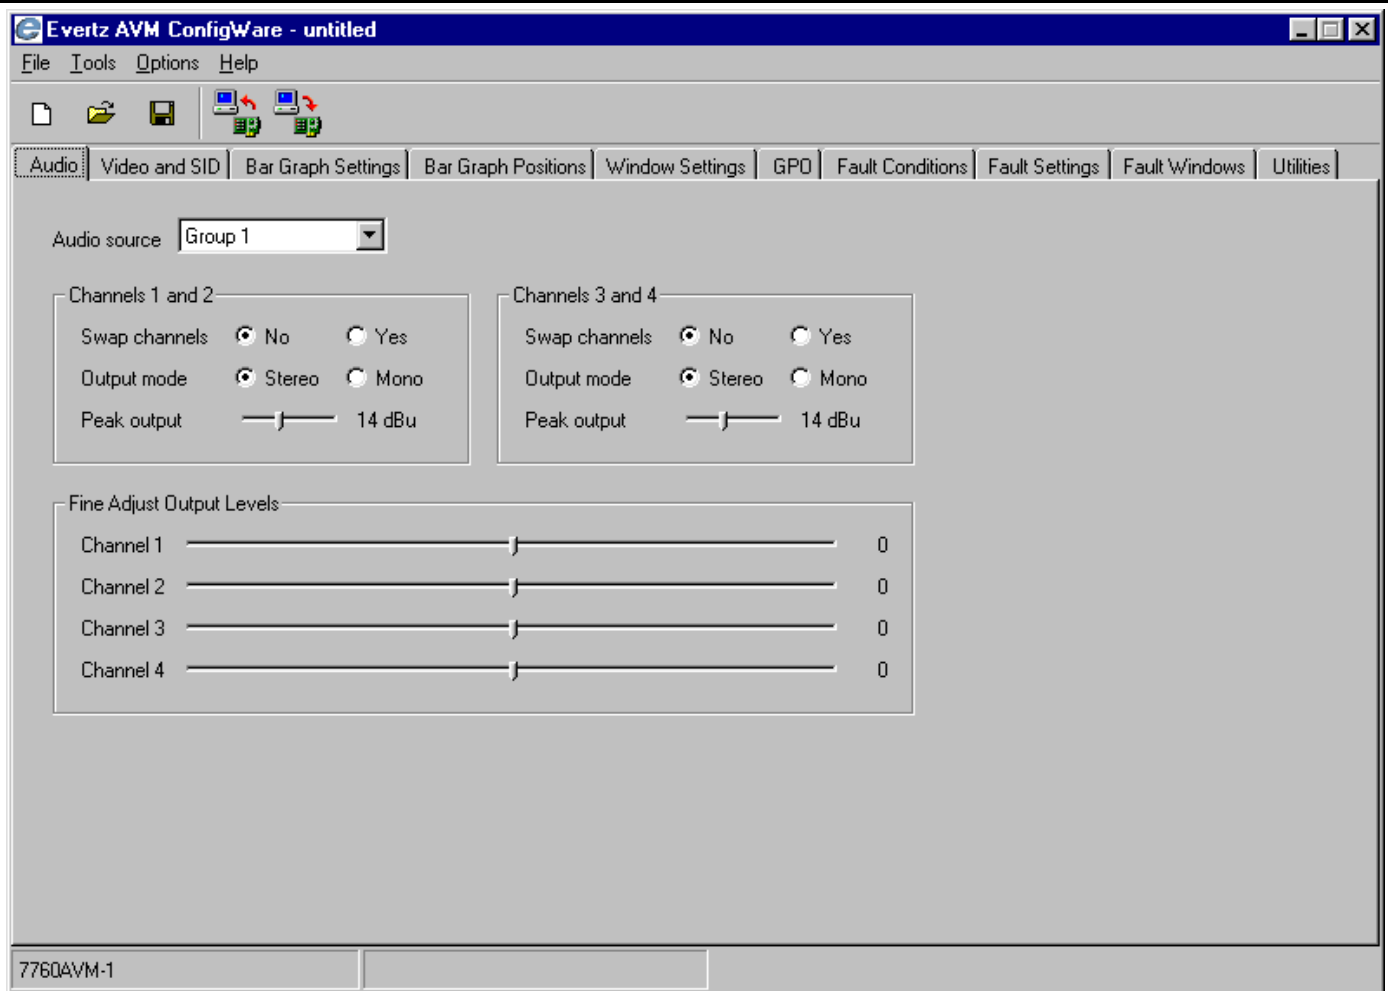 Evertz AVM ConfigWare - untitled
File Tools Options Help
Audio Video and SID Bar Graph Settings Bar Graph Positions Window Settings GPO Fault Conditions Fault Settings Fault Windows Utilities
Audio source Group 1
Channels 1 and 2 Channels 3 and 4
Swap channels No Yes Swap channels No Yes
Output mode Stereo Mono Output mode Stereo Mono
Peak output 14 dBu Peak output 14 dBu
Fine Adjust Output Levels
Channel 1 0
Channel 2 0
Channel 3 0
Channel 4 0
7760AVM-1